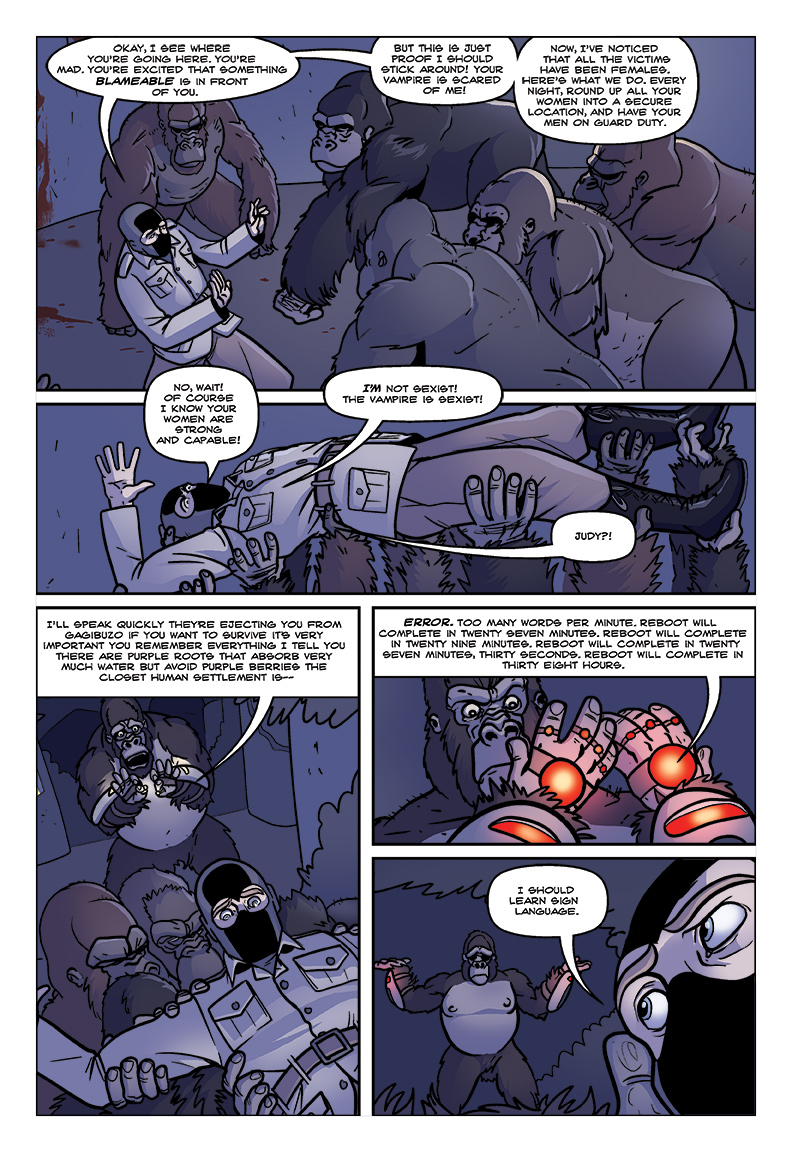 OKAY, I SEE WHERE
YOU'RE GOING HERE. YOU'RE
MAD. YOU'RE EXCITED THAT SOMETHING
BLAMEABLE IS IN FRONT
OF YOU.
BUT THIS IS JUST
PROOF I SHOULD
STICK AROUND! YOUR
VAMPIRE IS SCARED
OF ME!
NOW, I'VE NOTICED
THAT ALL THE VICTIMS
HAVE BEEN FEMALES.
HERE'S WHAT WE DO. EVERY
NIGHT, ROUND UP ALL YOUR
WOMEN INTO A SECURE
LOCATION, AND HAVE YOUR
MEN ON GUARD DUTY.
NO, WAIT!
OF COURSE
I KNOW YOUR
WOMEN ARE
STRONG
AND CAPABLE!
I'M NOT SEXIST!
THE VAMPIRE IS SEXIST!
JUDY?!
I'LL SPEAK QUICKLY THEYRE EJECTING YOU FROM
GAGIBUZO IF YOU WANT TO SURVIVE IT'S VERY
IMPORTANT YOU REMEMBER EVERYTHING I TELL YOU
THERE ARE PURPLE ROOTS THAT ABSORB VERY
MUCH WATER BUT AVOID PURPLE BERRIES THE
CLOSET HUMAN SETTLEMENT IS--
ERROR. TOO MANY WORDS PER MINUTE. REBOOT WILL
COMPLETE IN TWENTY SEVEN MINUTES. REBOOT WILL COMPLETE
IN TWENTY NINE MINUTES. REBOOT WILL COMPLETE IN TWENTY
SEVEN MINUTES, THIRTY SECONDS. REBOOT WILL COMPLETE IN
THIRTY EIGHT HOURS.
I SHOULD
LEARN SIGN
LANGUAGE.